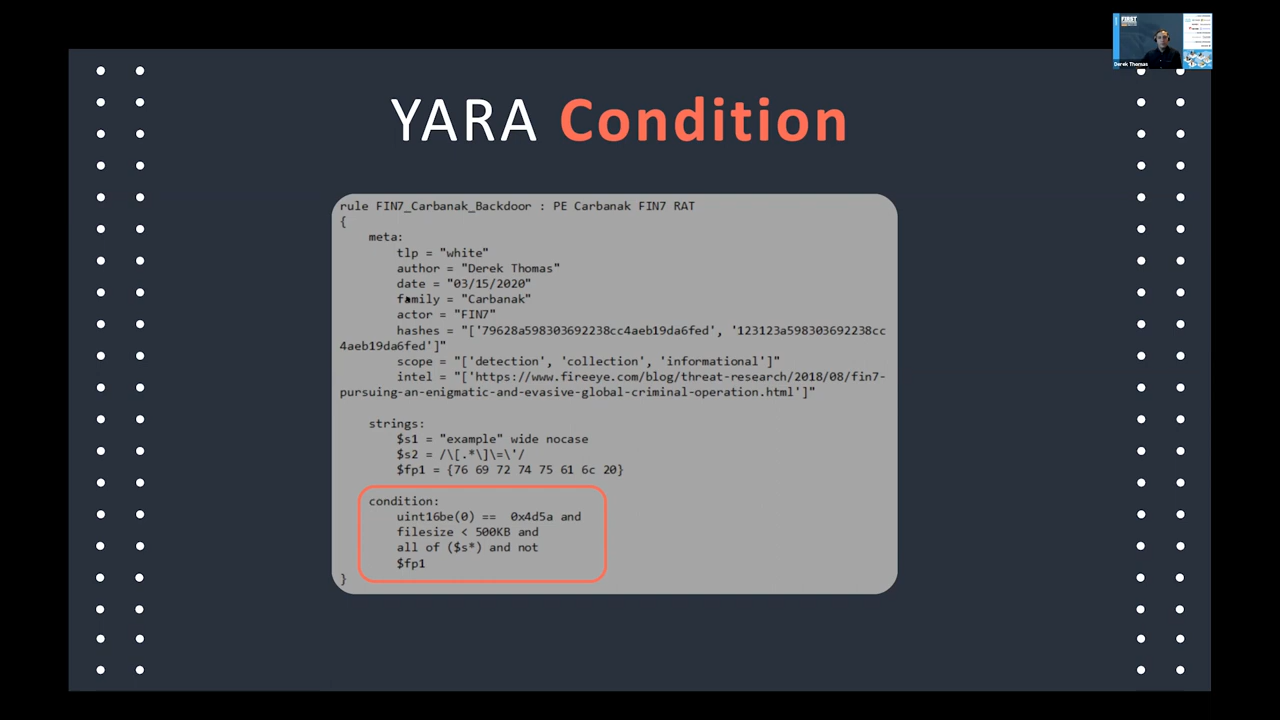 FIRST
Derek Thomas
YARA Condition
rule FIN7_Carbanak_Backdoor : PE Carbanak FIN7 RAT
{
meta:
tlp = "white"
author = "Derek Thomas"
date = "03/15/2020"
family = "Carbanak"
actor = "FIN7"
hashes = "['79628a598303692238cc4aeb19da6fed', '123123a598303692238cc
4aeb19da6fed']"
scope = "['detection', 'collection', 'informational']"
intel = "['https://www.fireeye.com/blog/threat-research/2018/08/fin7-
pursuing-an-enigmatic-and-evasive-global-criminal-operation.html']"
strings:
$s1 = "example" wide nocase
$s2 = /\[.*\]\=\'/
$fp1 = {76 69 72 74 75 61 6c 20}
condition:
uint16be(0) == 0x4d5a and
filesize < 500KB and
all of ($s*) and not
$fp1
}